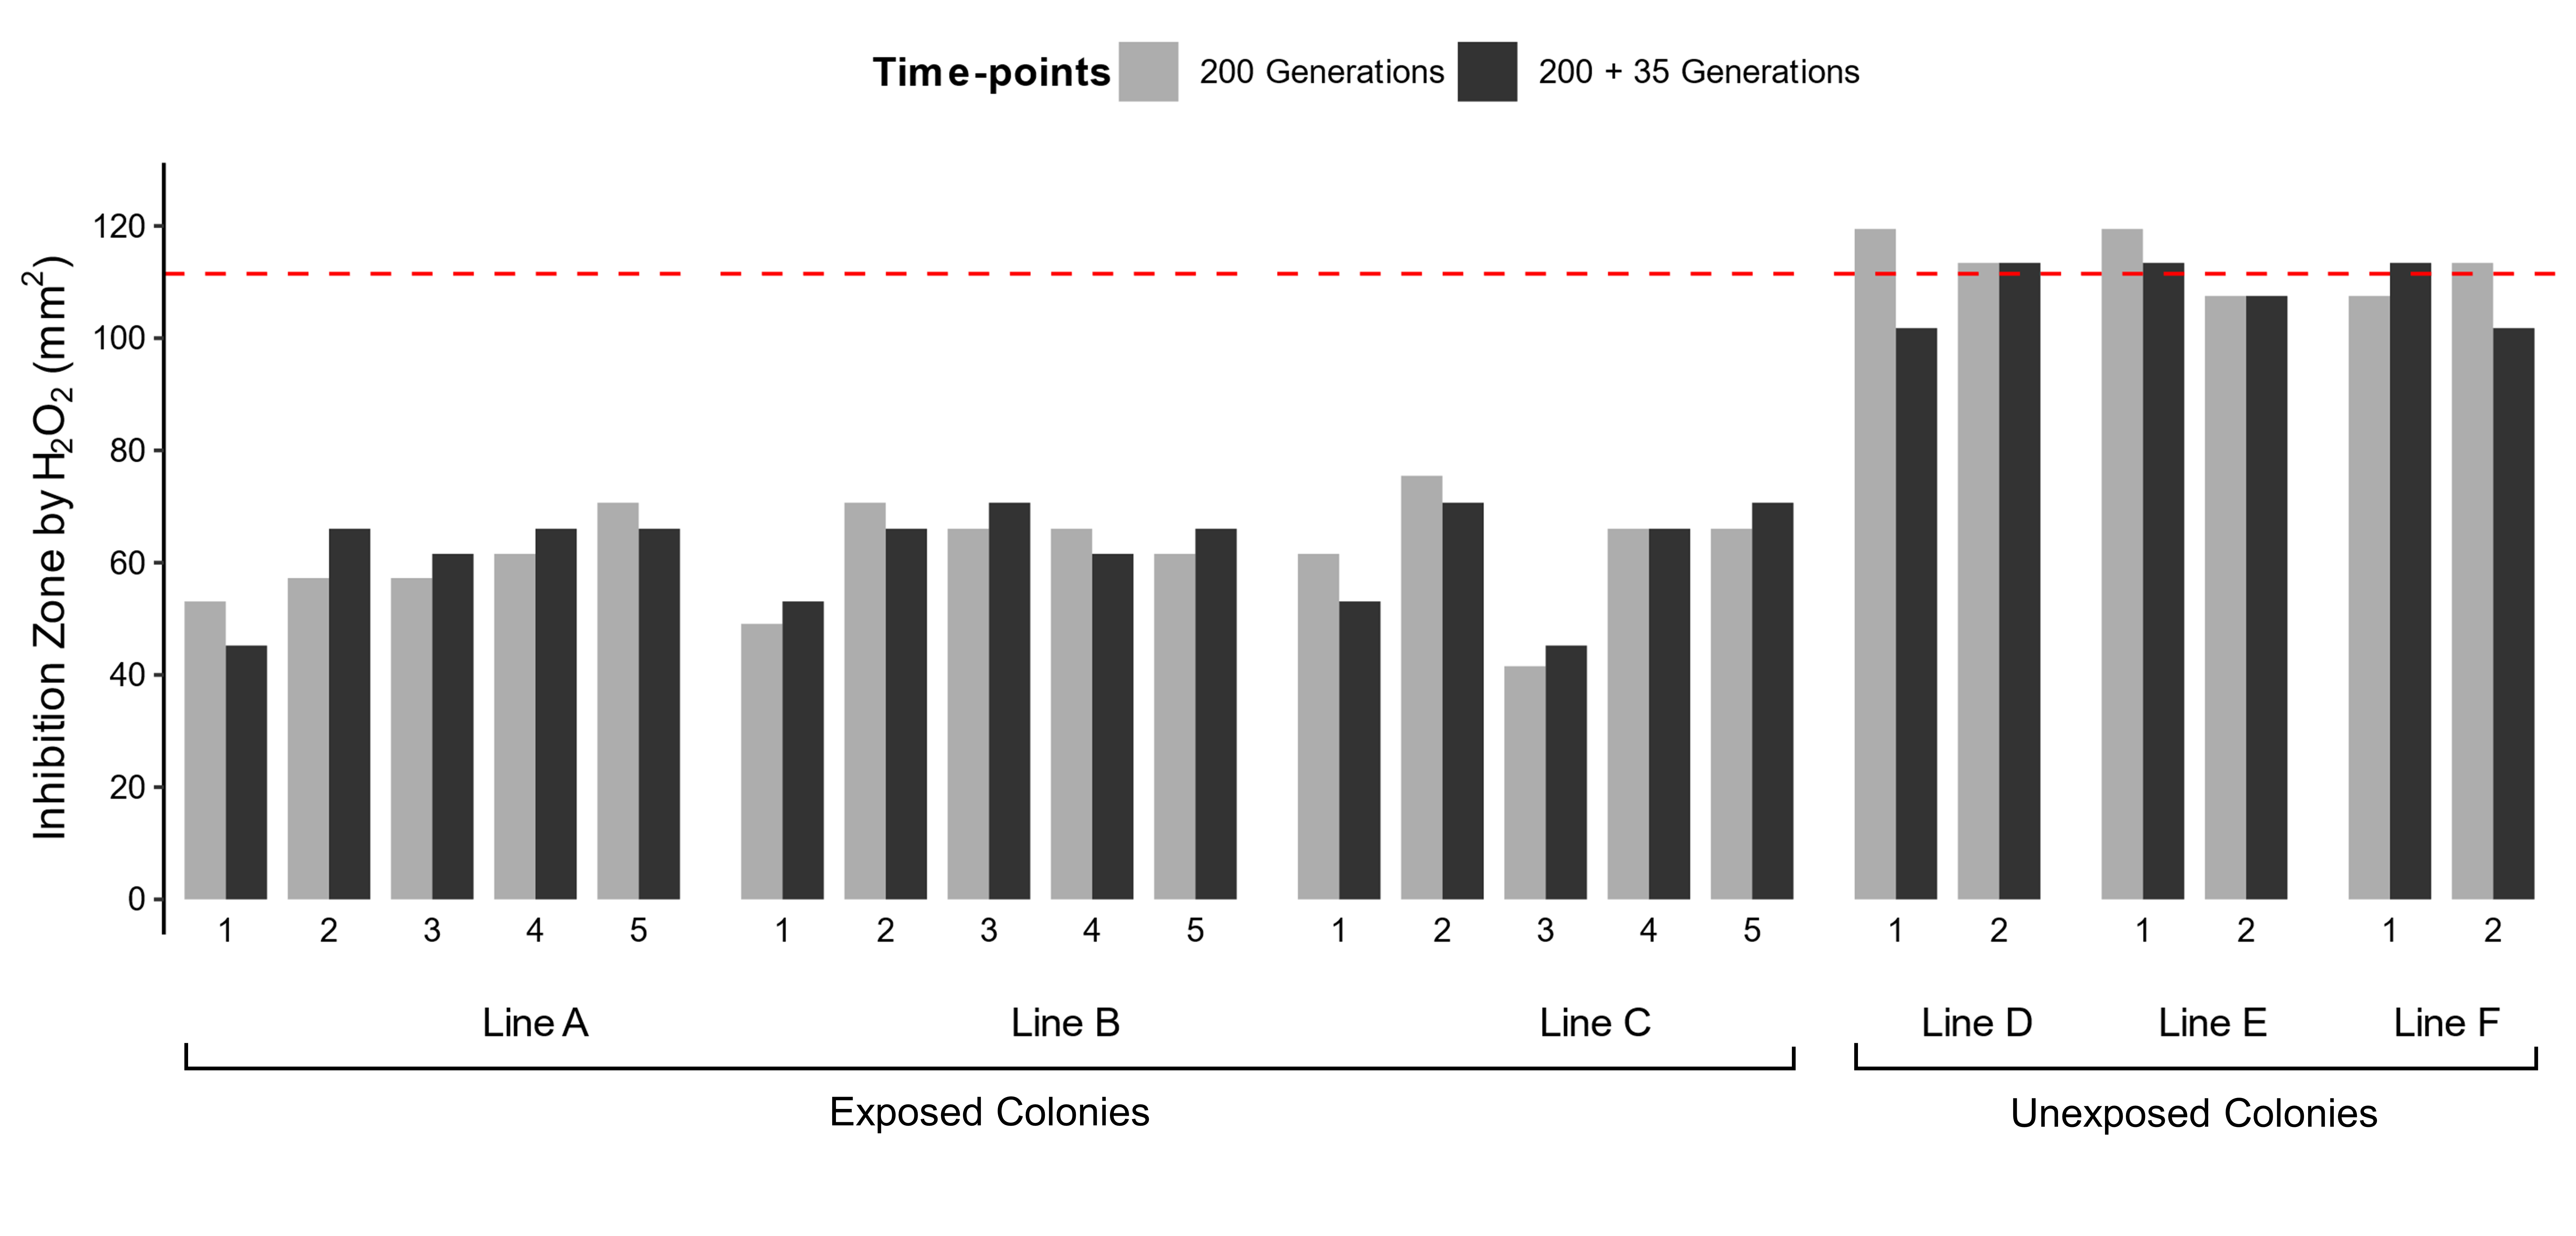 Time-points 200 Generations 200 + 35 Generations
Inhibition Zone by H₂O₂ (mm²)
120
100
80
60
40
20
0
1 2 3 4 5 1 2 3 4 5 1 2 3 4 5 1 2 1 2 1 2
Line A Line B Line C Line D Line E Line F
Exposed Colonies Unexposed Colonies